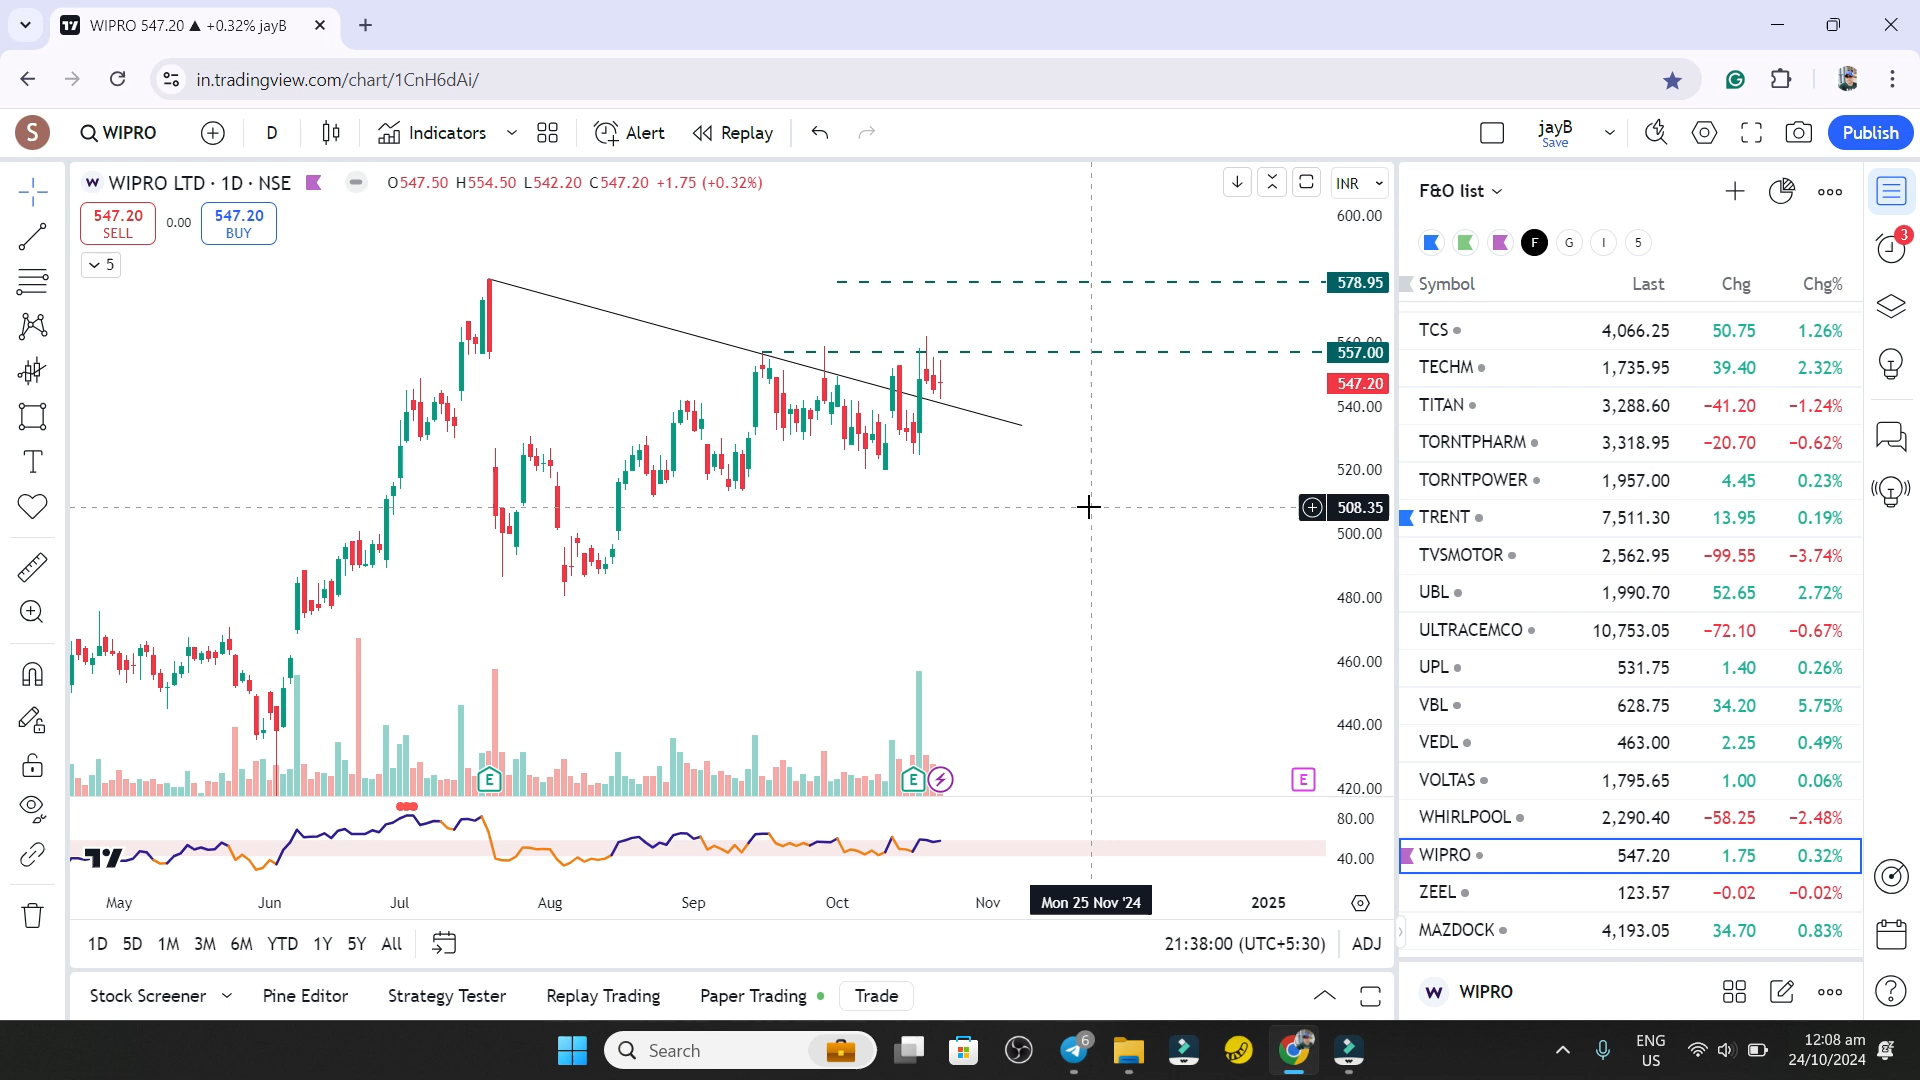 WIPRO 547.20 ▲ +0.32% jayB
in.tradingview.com/chart/1CnH6dAi/
S
WIPRO
D
Indicators
Alert
Replay
jayB
Save
Publish
WIPRO LTD · 1D · NSE
O547.50 H554.50 L542.20 C547.20 +1.75 (+0.32%)
547.20
SELL
0.00
547.20
BUY
5
INR
600.00
578.95
557.00
547.20
540.00
520.00
508.35
500.00
480.00
460.00
440.00
420.00
80.00
40.00
E
E
E
May
Jun
Jul
Aug
Sep
Oct
Nov
Mon 25 Nov '24
2025
1D
5D
1M
3M
6M
YTD
1Y
5Y
All
21:38:00 (UTC+5:30)
ADJ
Stock Screener
Pine Editor
Strategy Tester
Replay Trading
Paper Trading
Trade
F&O list
F
G
I
5
3
Symbol Last Chg Chg%
TCS 4,066.25 50.75 1.26%
TECHM 1,735.95 39.40 2.32%
TITAN 3,288.60 −41.20 −1.24%
TORNTPHARM 3,318.95 −20.70 −0.62%
TORNTPOWER 1,957.00 4.45 0.23%
TRENT 7,511.30 13.95 0.19%
TVSMOTOR 2,562.95 −99.55 −3.74%
UBL 1,990.70 52.65 2.72%
ULTRACEMCO 10,753.05 −72.10 −0.67%
UPL 531.75 1.40 0.26%
VBL 628.75 34.20 5.75%
VEDL 463.00 2.25 0.49%
VOLTAS 1,795.65 1.00 0.06%
WHIRLPOOL 2,290.40 −58.25 −2.48%
WIPRO 547.20 1.75 0.32%
ZEEL 123.57 −0.02 −0.02%
MAZDOCK 4,193.05 34.70 0.83%
W WIPRO
Search
6
ENG
US
12:08 am
24/10/2024